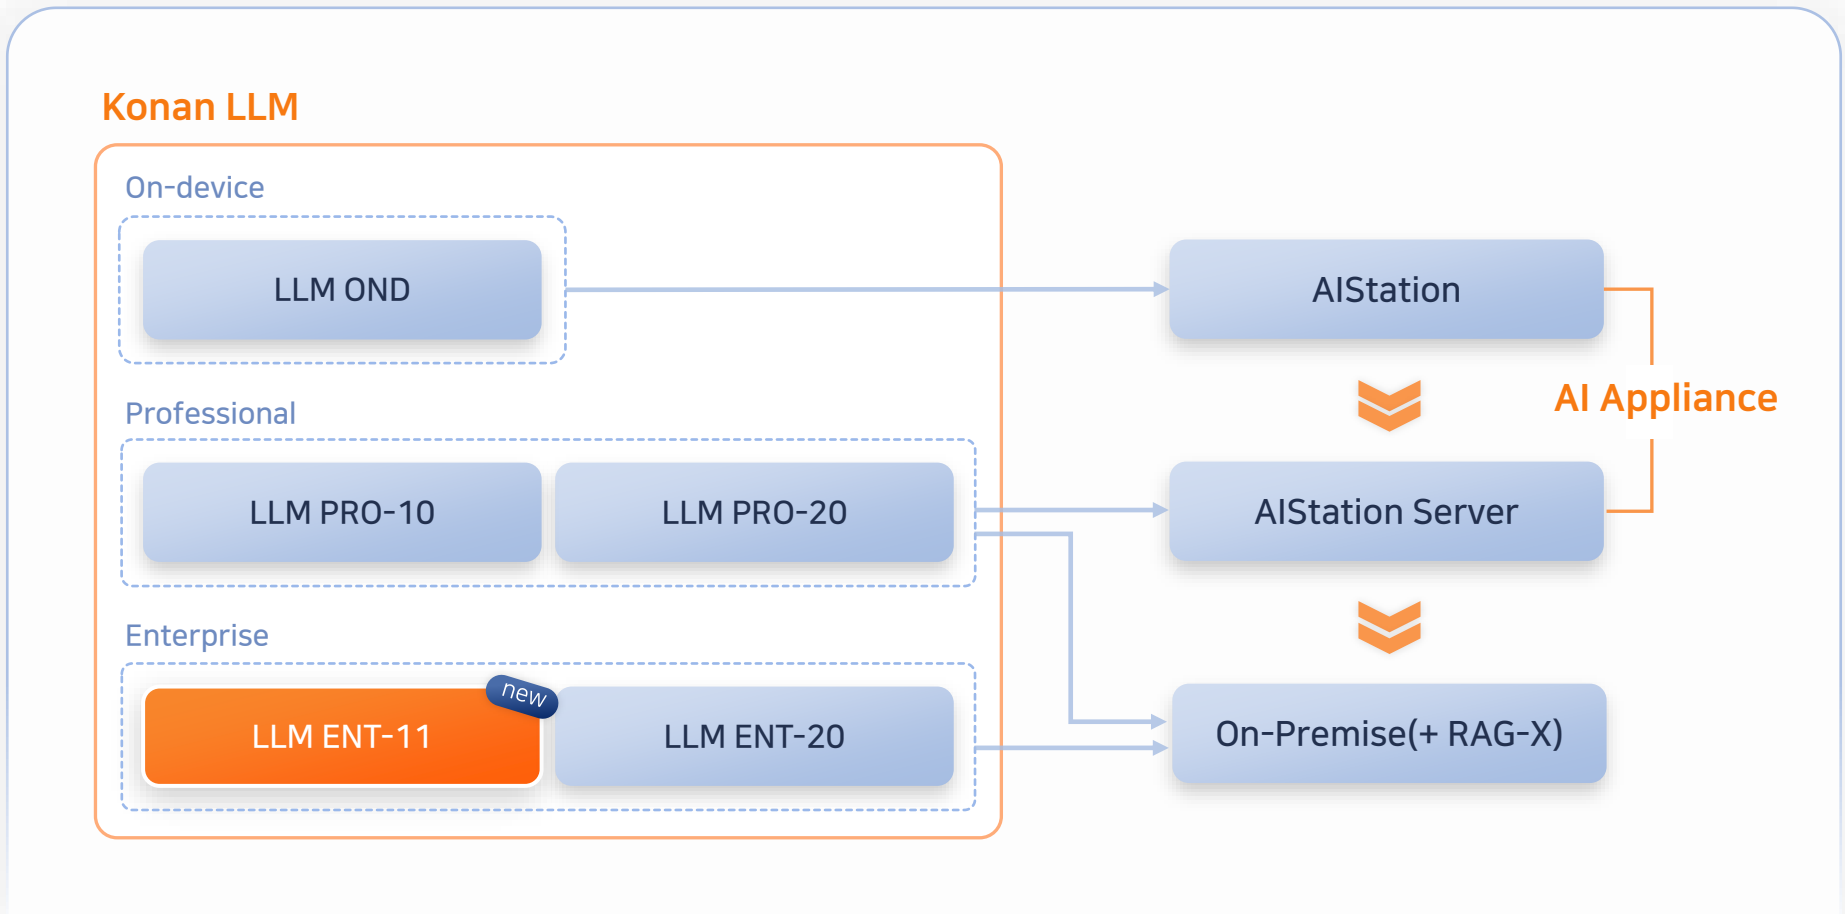 Konan LLM
On-device
LLM OND
AIStation
AI Appliance
Professional
LLM PRO-10
LLM PRO-20
AIStation Server
Enterprise
LLM ENT-11
new
LLM ENT-20
On-Premise(+ RAG-X)